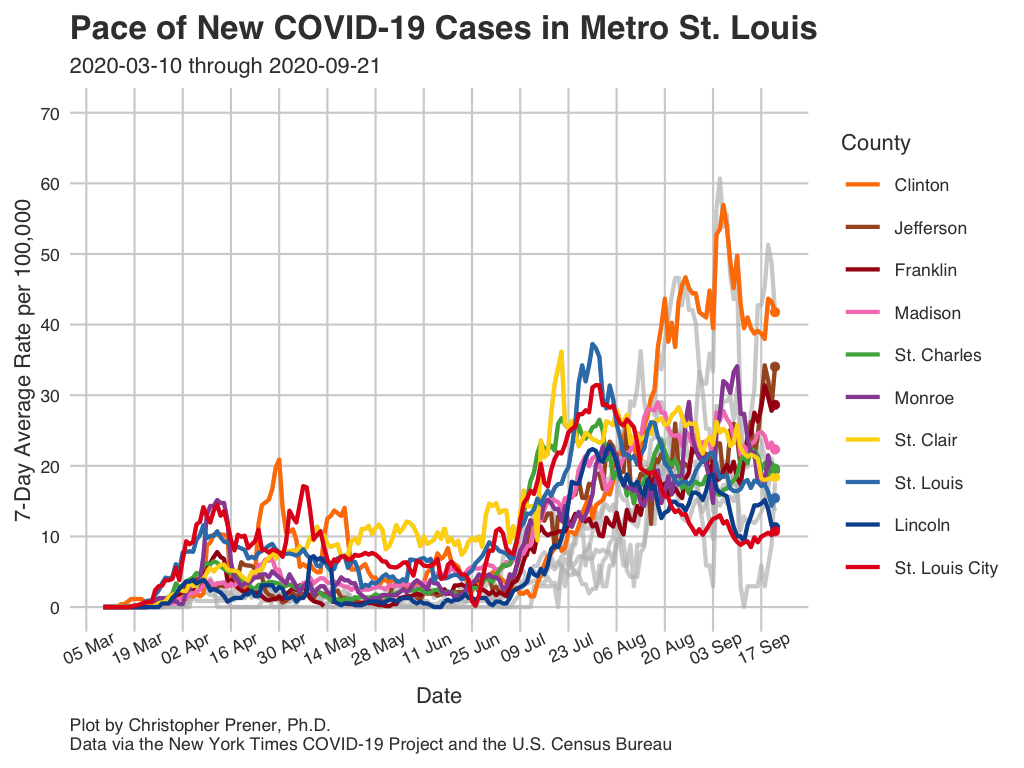 Pace of New COVID-19 Cases in Metro St. Louis
2020-03-10 through 2020-09-21
7-Day Average Rate per 100,000
70
60
50
40
30
20
10
0
05 Mar
19 Mar
02 Apr
16 Apr
30 Apr
14 May
28 May
11 Jun
25 Jun
09 Jul
23 Jul
06 Aug
20 Aug
03 Sep
17 Sep
Date
County
Clinton
Jefferson
Franklin
Madison
St. Charles
Monroe
St. Clair
St. Louis
Lincoln
St. Louis City
Plot by Christopher Prener, Ph.D.
Data via the New York Times COVID-19 Project and the U.S. Census Bureau